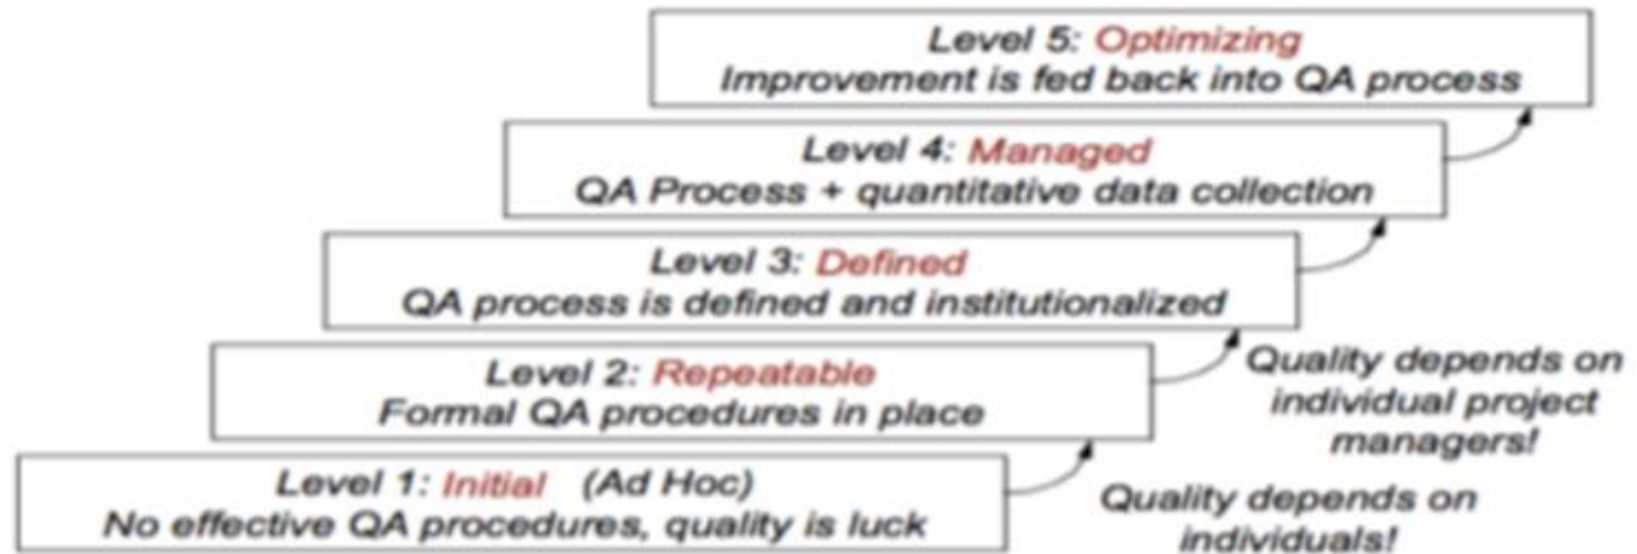 Level 5: Optimizing
Improvement is fed back into QA process
Level 4: Managed
QA Process + quantitative data collection
Level 3: Defined
QA process is defined and institutionalized
Level 2: Repeatable
Formal QA procedures in place
Quality depends on
individual project
managers!
Level 1: Initial (Ad Hoc)
No effective QA procedures, quality is luck
Quality depends on
individuals!